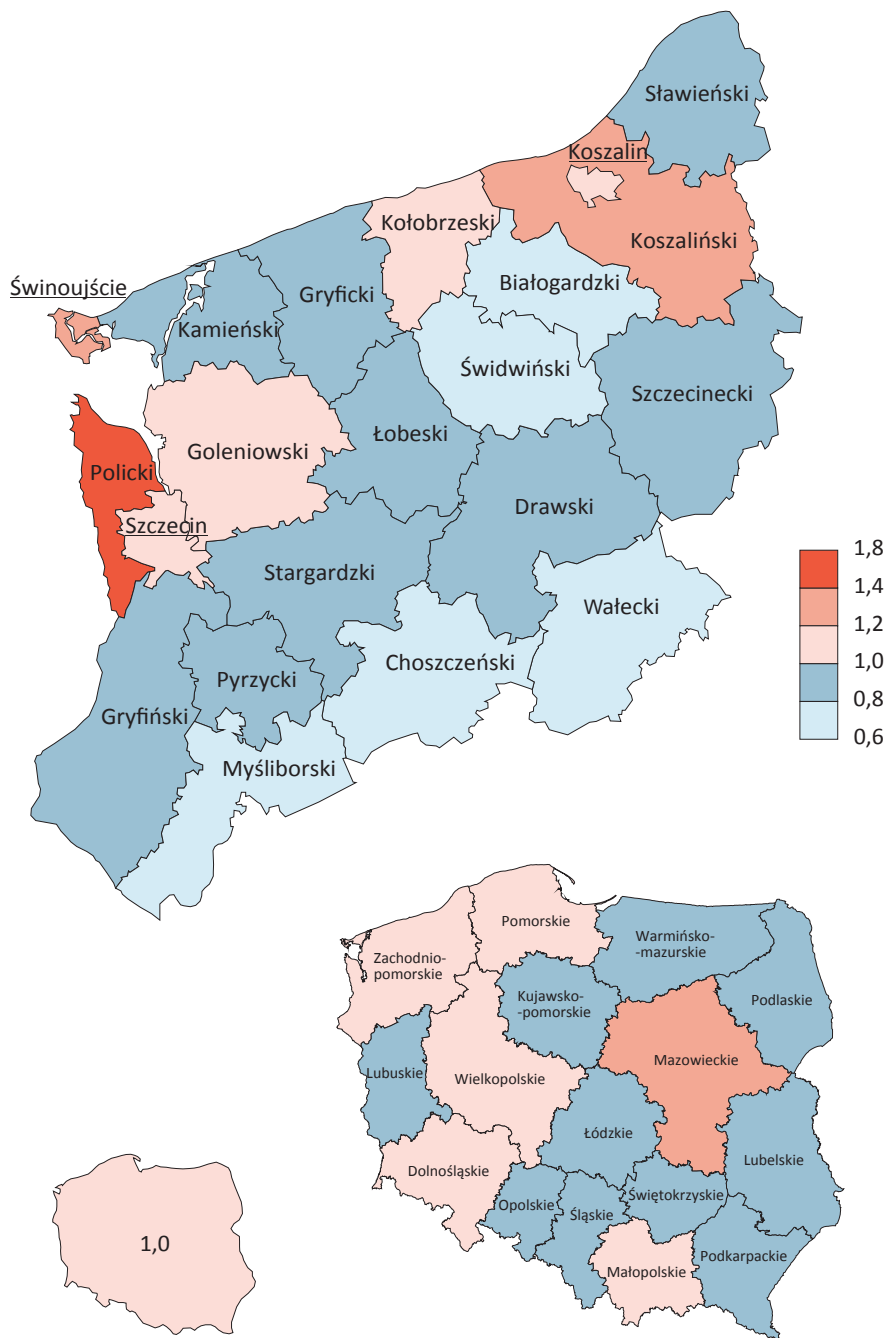 Sławieński
Koszalin
Kołobrzeski
Koszaliński
Białogardzki
Świnoujście
Gryficki
Kamieński
Świdwiński
Szczecinecki
Łobeski
Goleniowski
Policki
Drawski
Szczecin
Stargardzki
Wałecki
Choszczeński
Pyrzycki
Gryfiński
Myśliborski
1,8
1,4
1,2
1,0
0,8
0,6
Pomorskie
Warmińsko-
-mazurskie
Zachodnio-
pomorskie
Kujawsko-
-pomorskie
Podlaskie
Mazowieckie
Lubuskie
Wielkopolskie
Łódzkie
Lubelskie
Dolnośląskie
Świętokrzyskie
Opolskie
Śląskie
Podkarpackie
Małopolskie
1,0